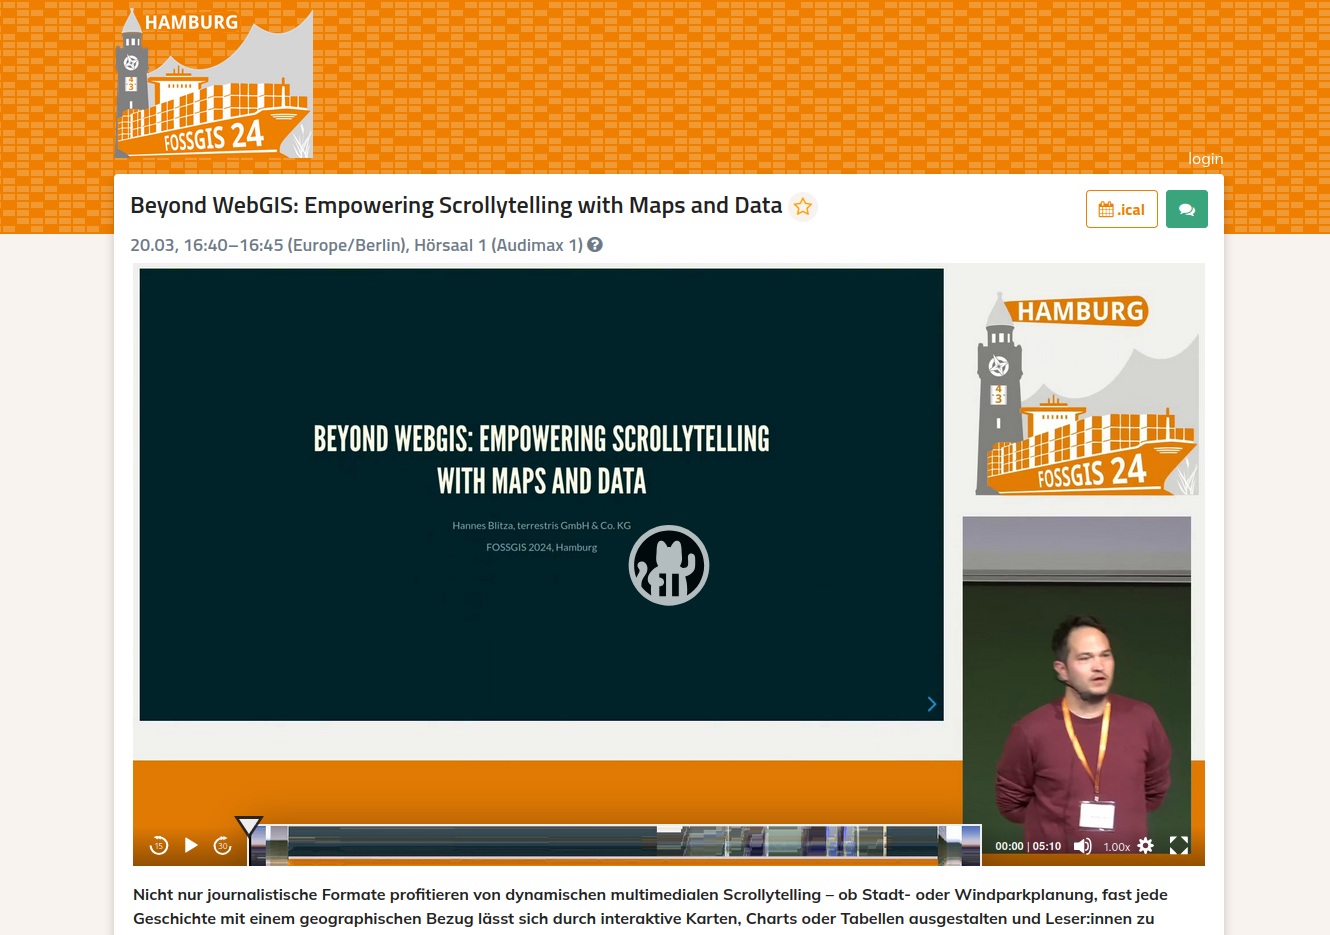 HAMBURG
4
3
FOSSGIS 24
login
Beyond WebGIS: Empowering Scrollytelling with Maps and Data
.ical
20.03, 16:40–16:45 (Europe/Berlin), Hörsaal 1 (Audimax 1)
HAMBURG
4
3
FOSSGIS 24
BEYOND WEBGIS: EMPOWERING SCROLLYTELLING
WITH MAPS AND DATA
Hannes Blitza, terrestris GmbH & Co. KG
FOSSGIS 2024, Hamburg
15
30
00:00 | 05:10
1.00x
Nicht nur journalistische Formate profitieren von dynamischen multimedialen Scrollytelling – ob Stadt- oder Windparkplanung, fast jede
Geschichte mit einem geographischen Bezug lässt sich durch interaktive Karten, Charts oder Tabellen ausgestalten und Leser:innen zu